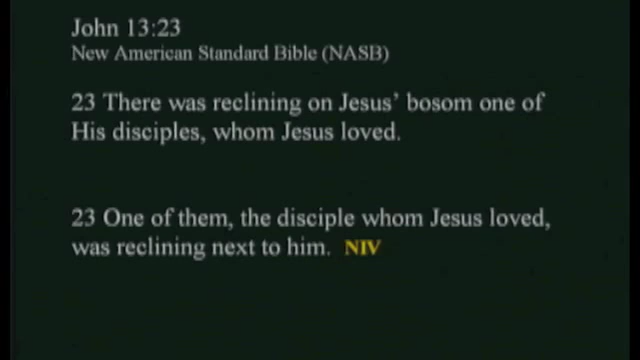 John 13:23
New American Standard Bible (NASB)
23 There was reclining on Jesus' bosom one of
His disciples, whom Jesus loved.
23 One of them, the disciple whom Jesus loved,
was reclining next to him. NIV